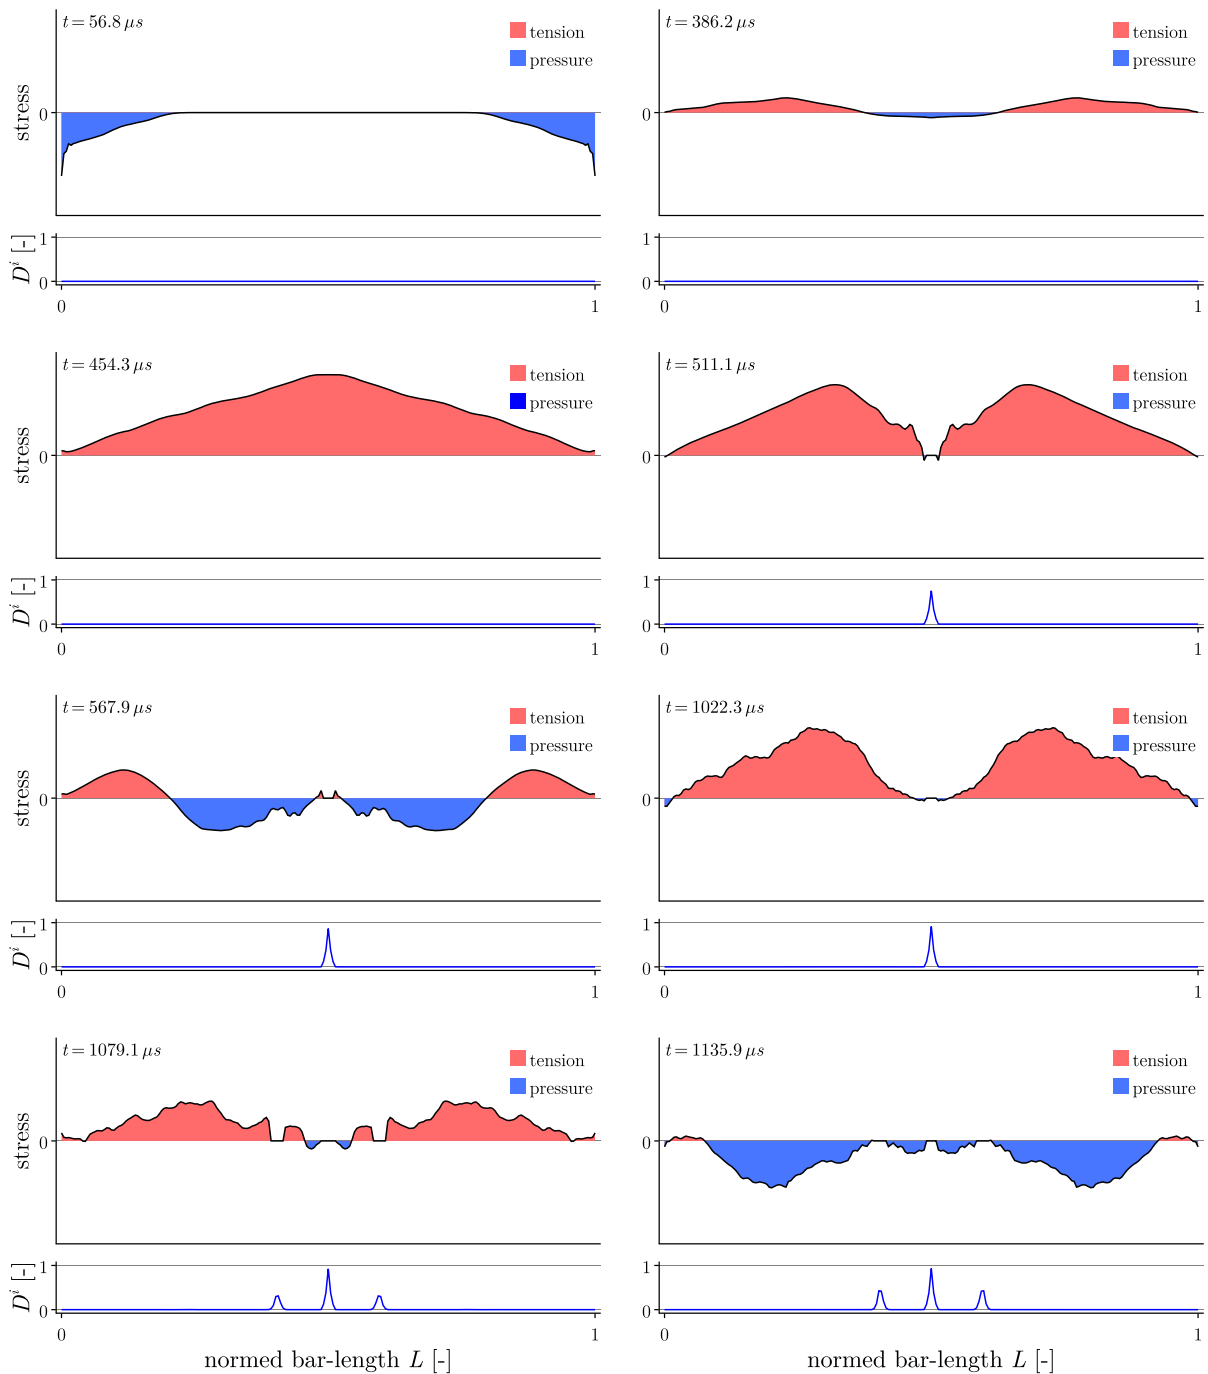 t = 56.8 μs
tension
pressure
stress
0
D^i [-]
1
0
0
1
t = 386.2 μs
tension
pressure
0
1
0
0
1
t = 454.3 μs
tension
pressure
stress
0
D^i [-]
1
0
0
1
t = 511.1 μs
tension
pressure
0
1
0
0
1
t = 567.9 μs
tension
pressure
stress
0
D^i [-]
1
0
0
1
t = 1022.3 μs
tension
pressure
0
1
0
0
1
t = 1079.1 μs
tension
pressure
stress
0
D^i [-]
1
0
0
1
normed bar-length L [-]
t = 1135.9 μs
tension
pressure
0
1
0
0
1
normed bar-length L [-]